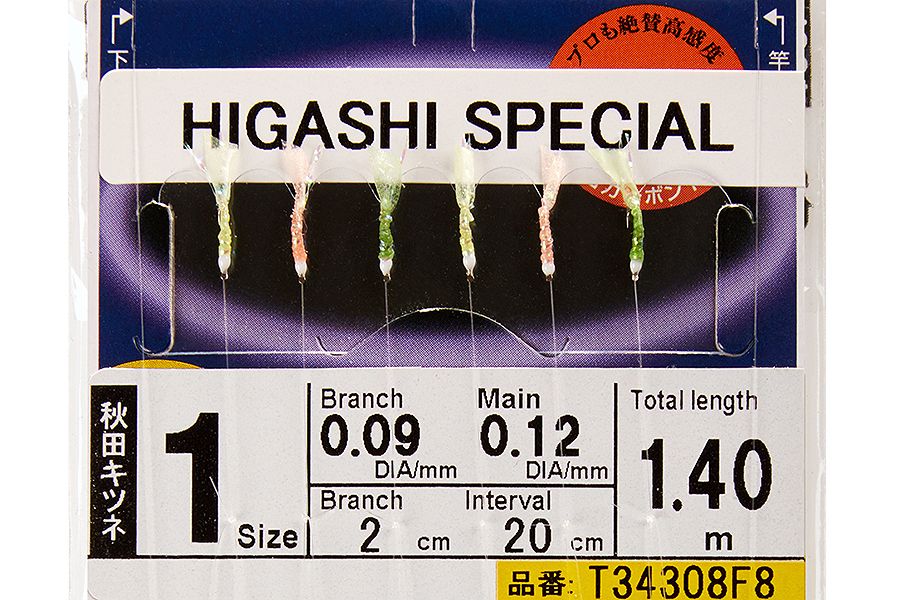 下
竿
プロも絶賛高感度
HIGASHI SPECIAL
秋田キツネ
1 Size
Branch
0.09
DIA/mm
Main
0.12
DIA/mm
Branch
2 cm
Interval
20 cm
Total length
1.40
m
品番: T34308F8